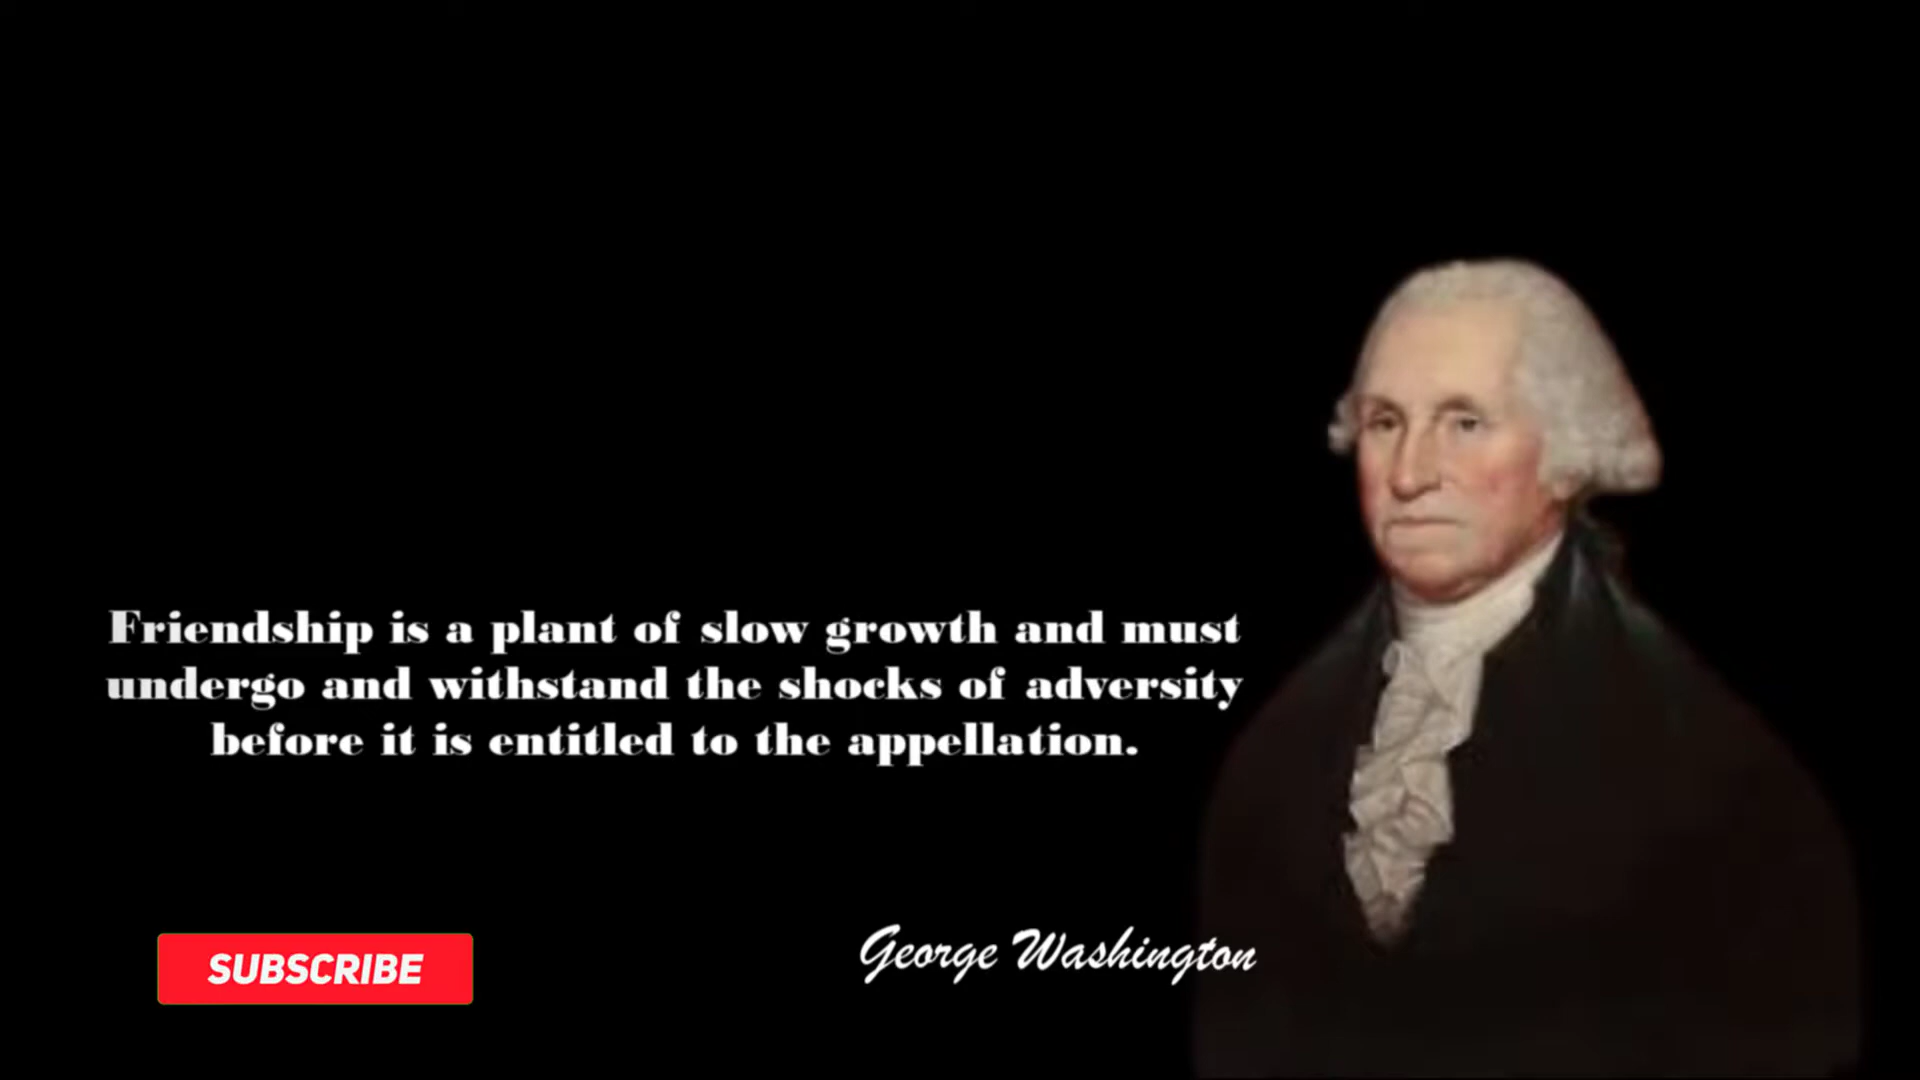 Friendship is a plant of slow growth and must
undergo and withstand the shocks of adversity
before it is entitled to the appellation.
George Washington
SUBSCRIBE